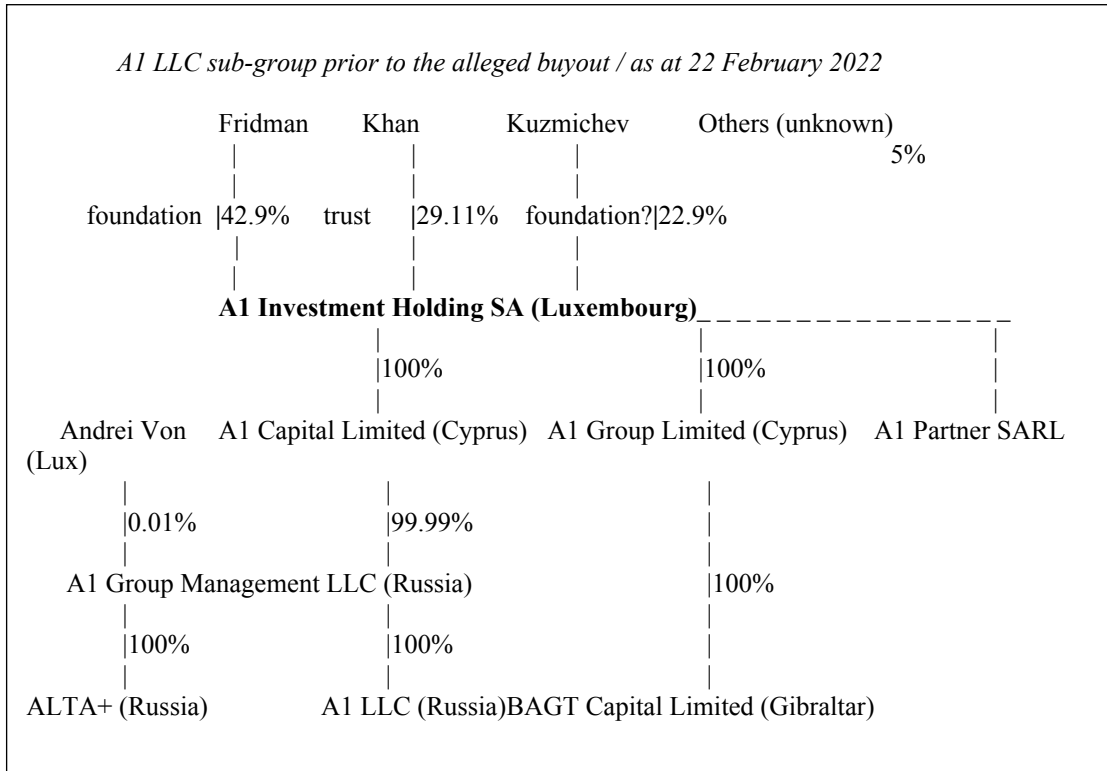 A1 LLC sub-group prior to the alleged buyout / as at 22 February 2022
Fridman Khan Kuzmichev Others (unknown)
5%
foundation |42.9% trust |29.11% foundation?|22.9%
A1 Investment Holding SA (Luxembourg)_ _ _ _ _ _ _ _ _ _ _ _ _ _ _ _
|100% |100%
Andrei Von A1 Capital Limited (Cyprus) A1 Group Limited (Cyprus) A1 Partner SARL
(Lux)
|0.01% |99.99%
A1 Group Management LLC (Russia) |100%
|100% |100%
ALTA+ (Russia) A1 LLC (Russia)BAGT Capital Limited (Gibraltar)